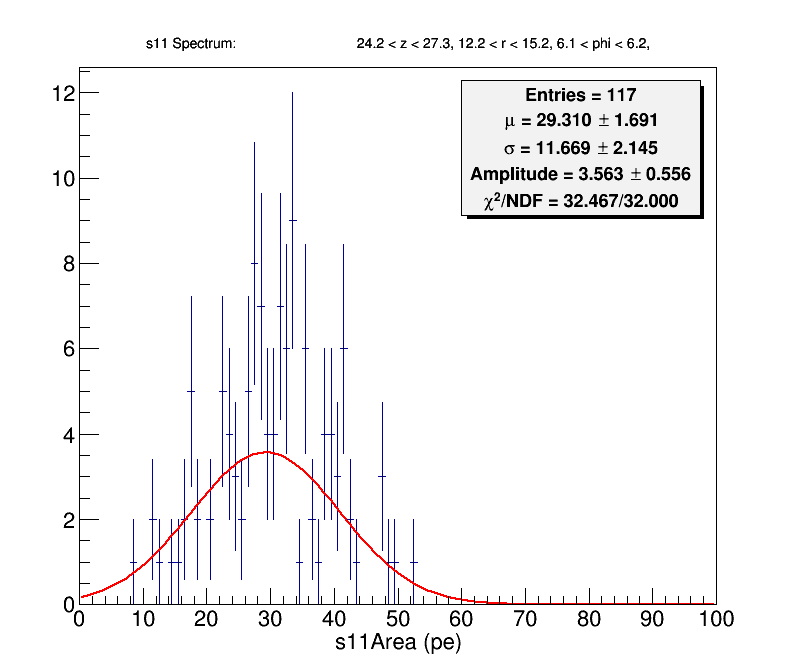 s11 Spectrum: 24.2 < z < 27.3, 12.2 < r < 15.2, 6.1 < phi < 6.2,
Entries = 117
μ = 29.310 ± 1.691
σ = 11.669 ± 2.145
Amplitude = 3.563 ± 0.556
χ²/NDF = 32.467/32.000
12
10
8
6
4
2
0
0 10 20 30 40 50 60 70 80 90 100
s11Area (pe)